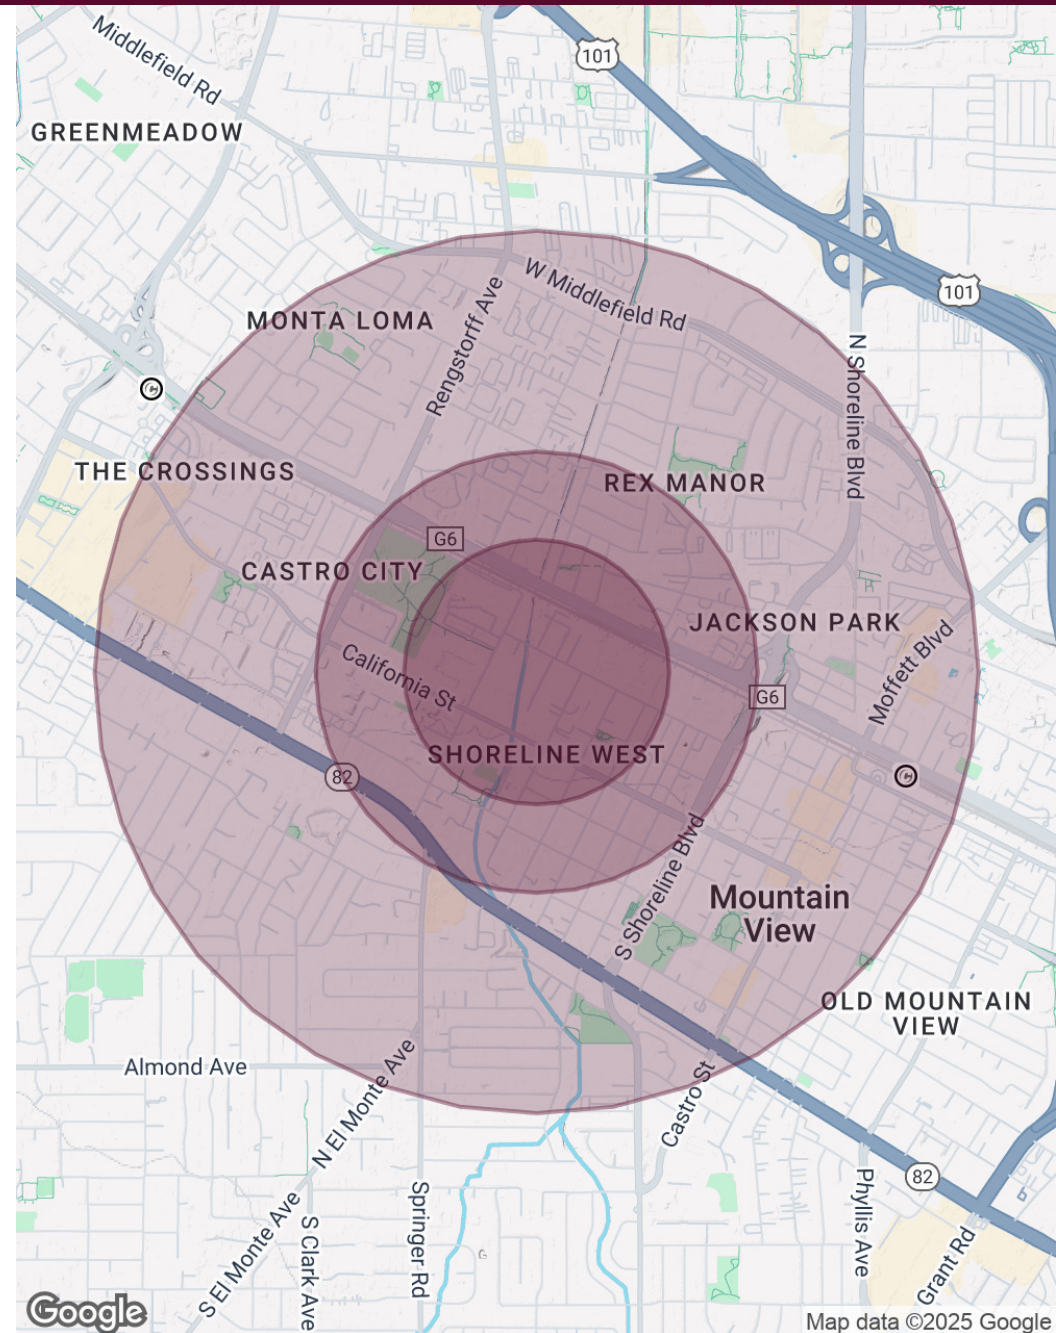 Middlefield Rd
101
GREENMEADOW
W Middlefield Rd
101
MONTA LOMA
Rengstorff Ave
N Shoreline Blvd
THE CROSSINGS
REX MANOR
G6
CASTRO CITY
JACKSON PARK
California St
Moffett Blvd
G6
SHORELINE WEST
82
S Shoreline Blvd
Mountain
View
OLD MOUNTAIN
VIEW
Almond Ave
N El Monte Ave
Castro St
82
Phyllis Ave
Springer Rd
S El Monte Ave
S Clark Ave
Grant Rd
Google
Map data ©2025 Google